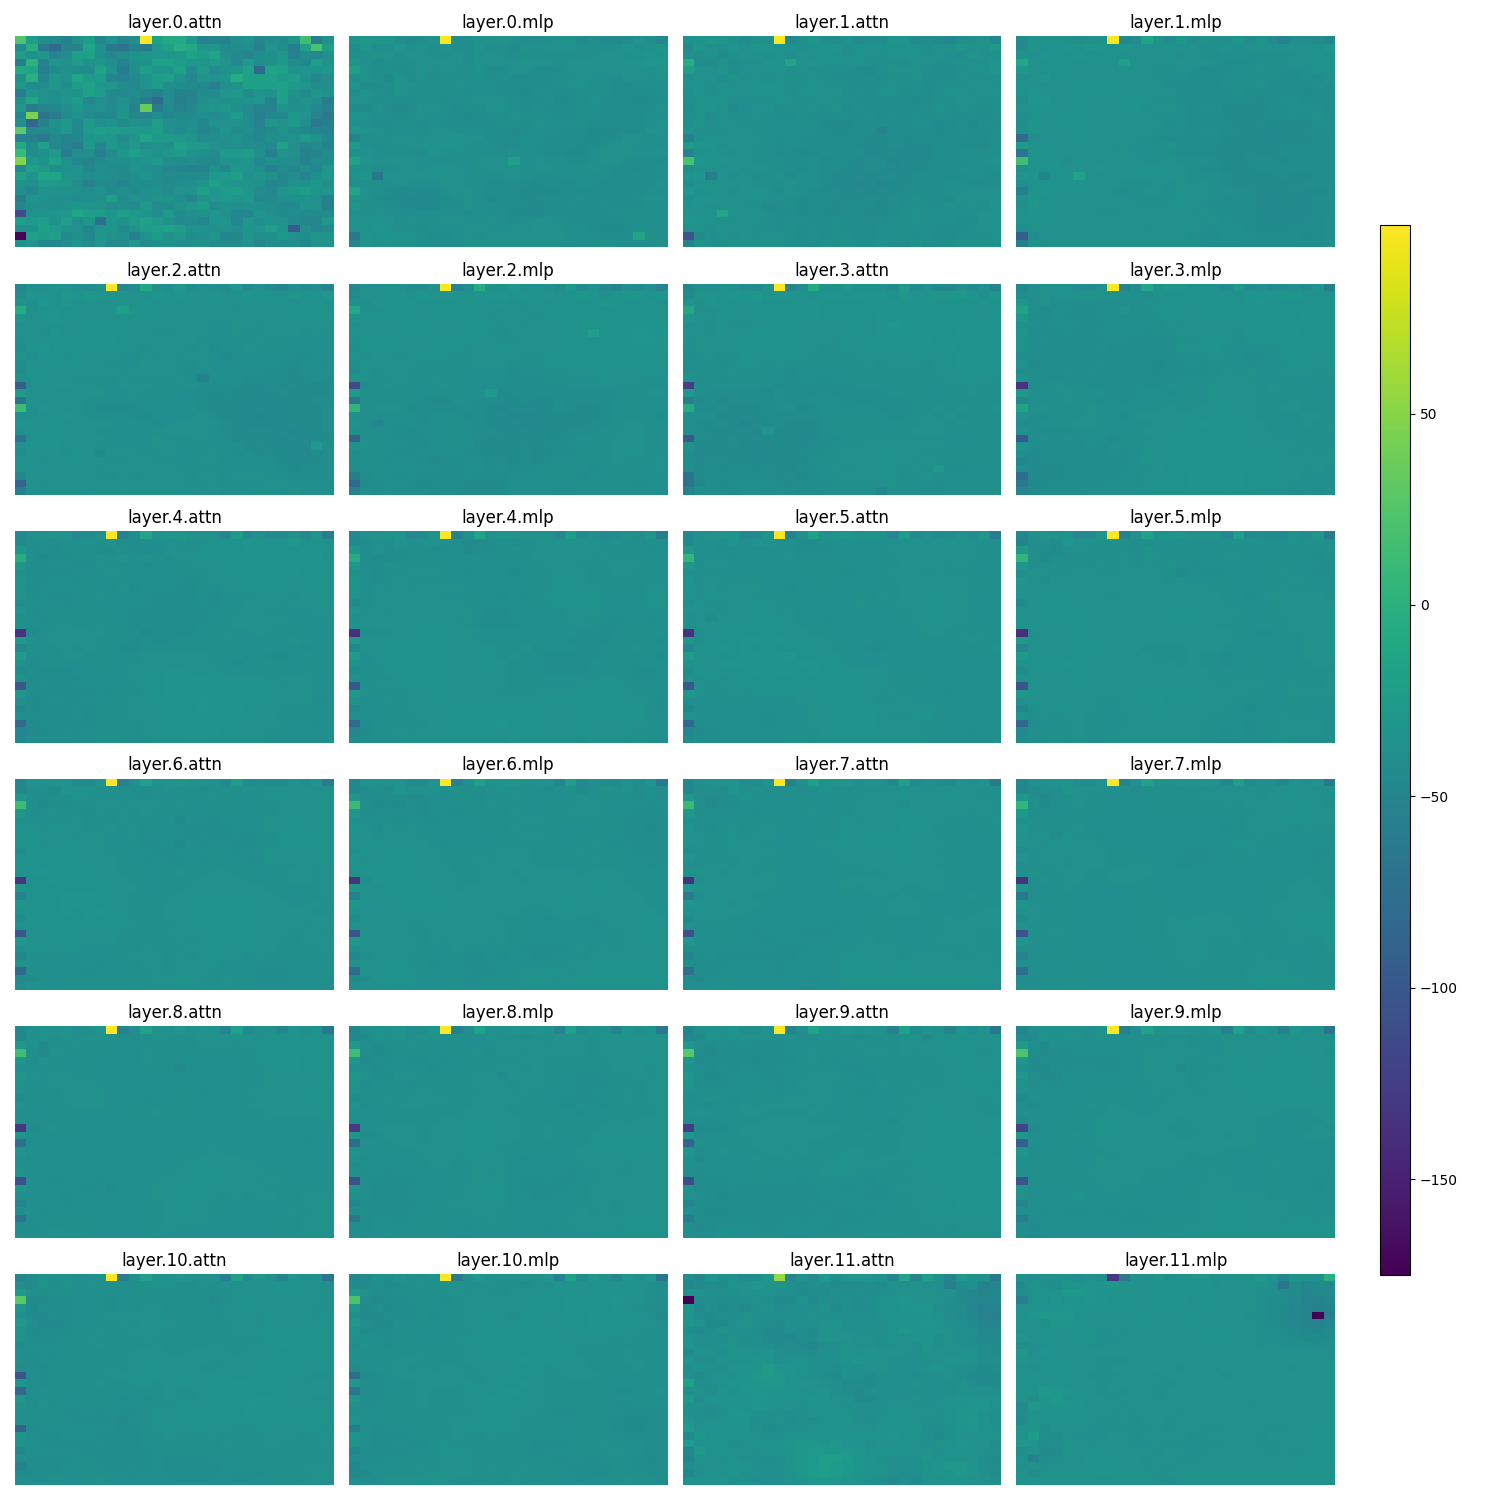 layer.0.attn layer.0.mlp layer.1.attn layer.1.mlp
layer.2.attn layer.2.mlp layer.3.attn layer.3.mlp
50
0
layer.4.attn layer.4.mlp layer.5.attn layer.5.mlp
−50
layer.6.attn layer.6.mlp layer.7.attn layer.7.mlp
−100
layer.8.attn layer.8.mlp layer.9.attn layer.9.mlp
−150
layer.10.attn layer.10.mlp layer.11.attn layer.11.mlp